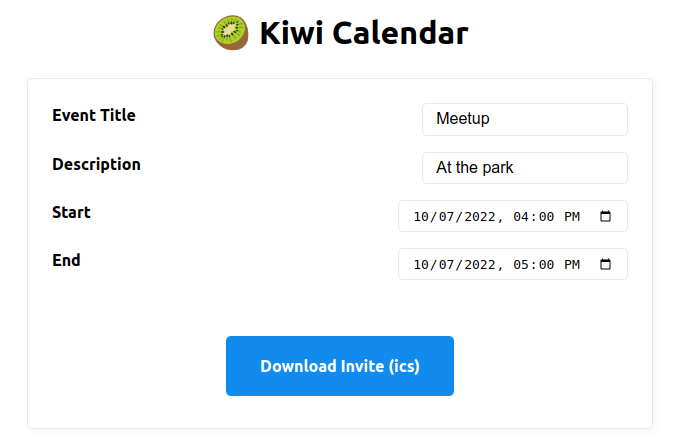 Kiwi Calendar
Event Title Meetup
Description At the park
Start 10/07/2022, 04:00 PM
End 10/07/2022, 05:00 PM
Download Invite (ics)